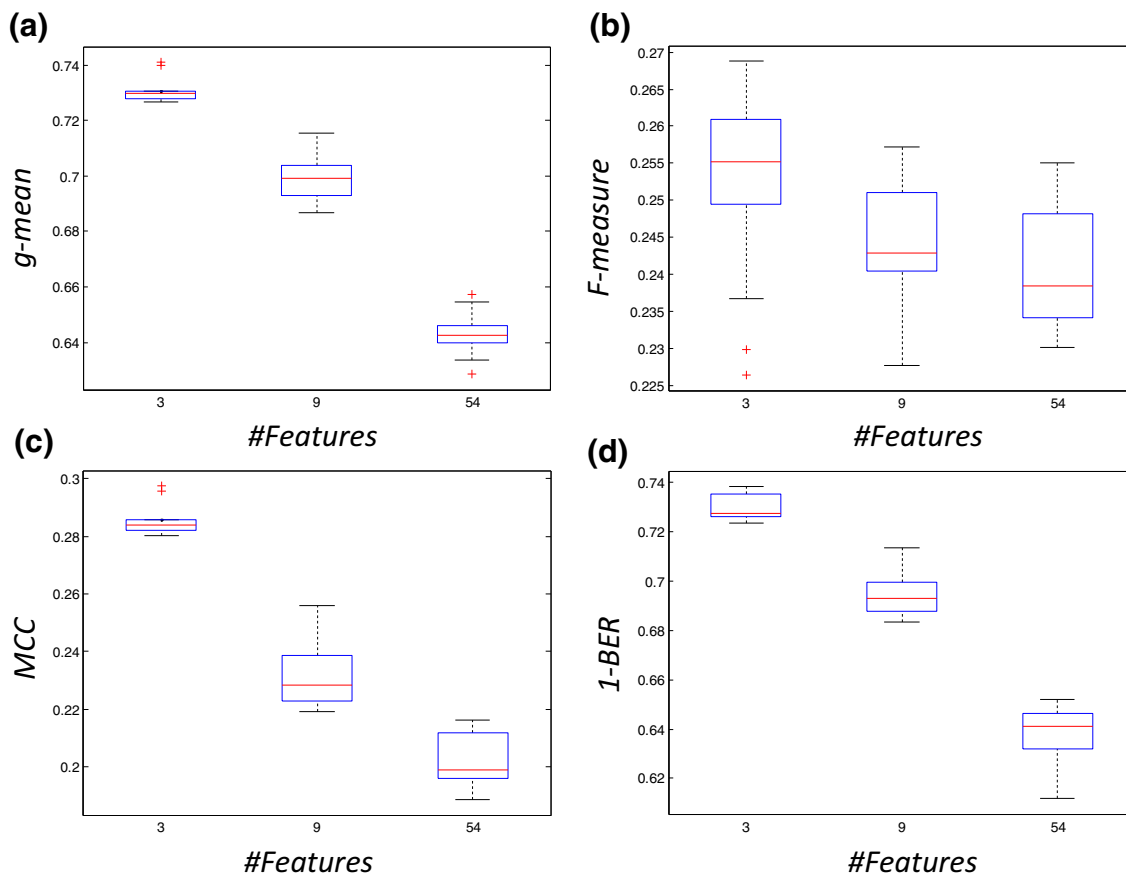 (a)
g-mean
0.74
0.72
0.7
0.68
0.66
0.64
3 9 54
#Features
(b)
F-measure
0.27
0.265
0.26
0.255
0.25
0.245
0.24
0.235
0.23
0.225
3 9 54
#Features
(c)
MCC
0.3
0.28
0.26
0.24
0.22
0.2
3 9 54
#Features
(d)
1-BER
0.74
0.72
0.7
0.68
0.66
0.64
0.62
3 9 54
#Features